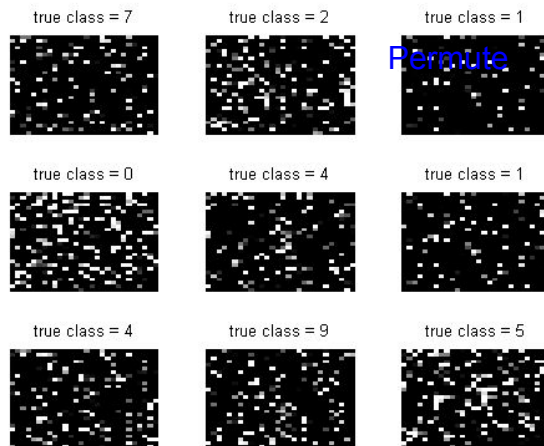 true class = 7
true class = 2
true class = 1
Permute
true class = 0
true class = 4
true class = 1
true class = 4
true class = 9
true class = 5